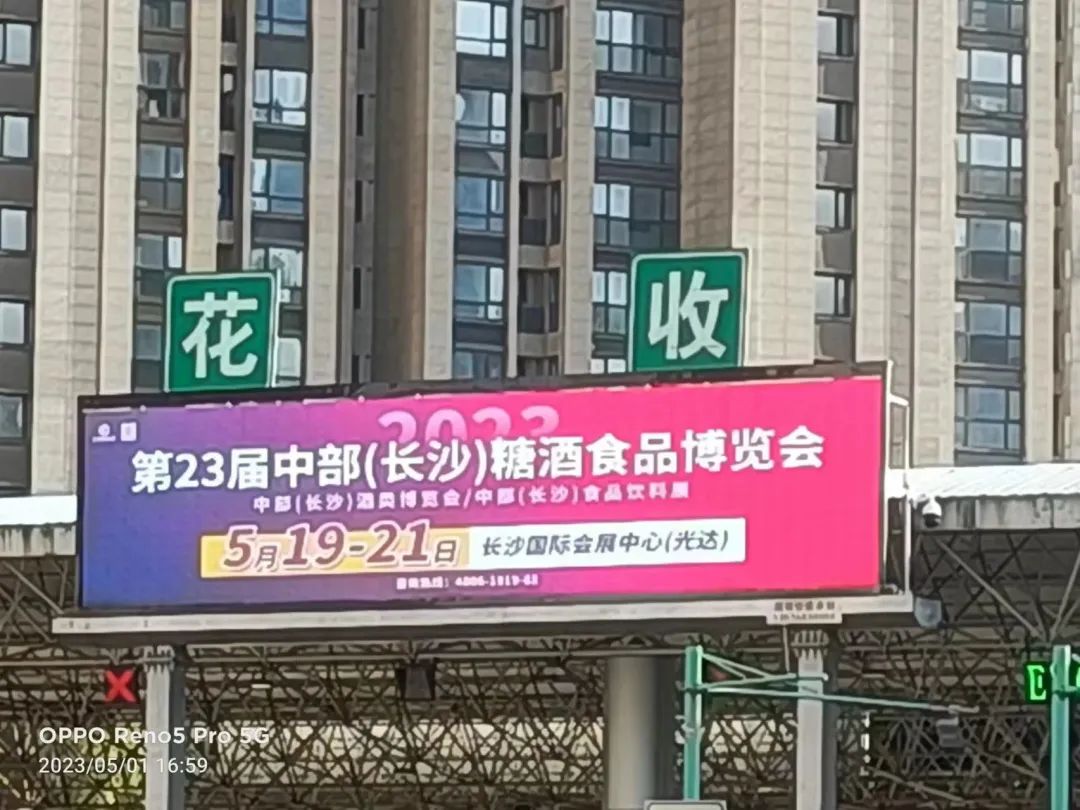 花 收
2023
第23届中部(长沙)糖酒食品博览会
中部(长沙)酒类博览会/中部(长沙)食品饮料展
5月19-21日 长沙国际会展中心(光达)
OPPO Reno5 Pro 5G
2023/05/01 16:59